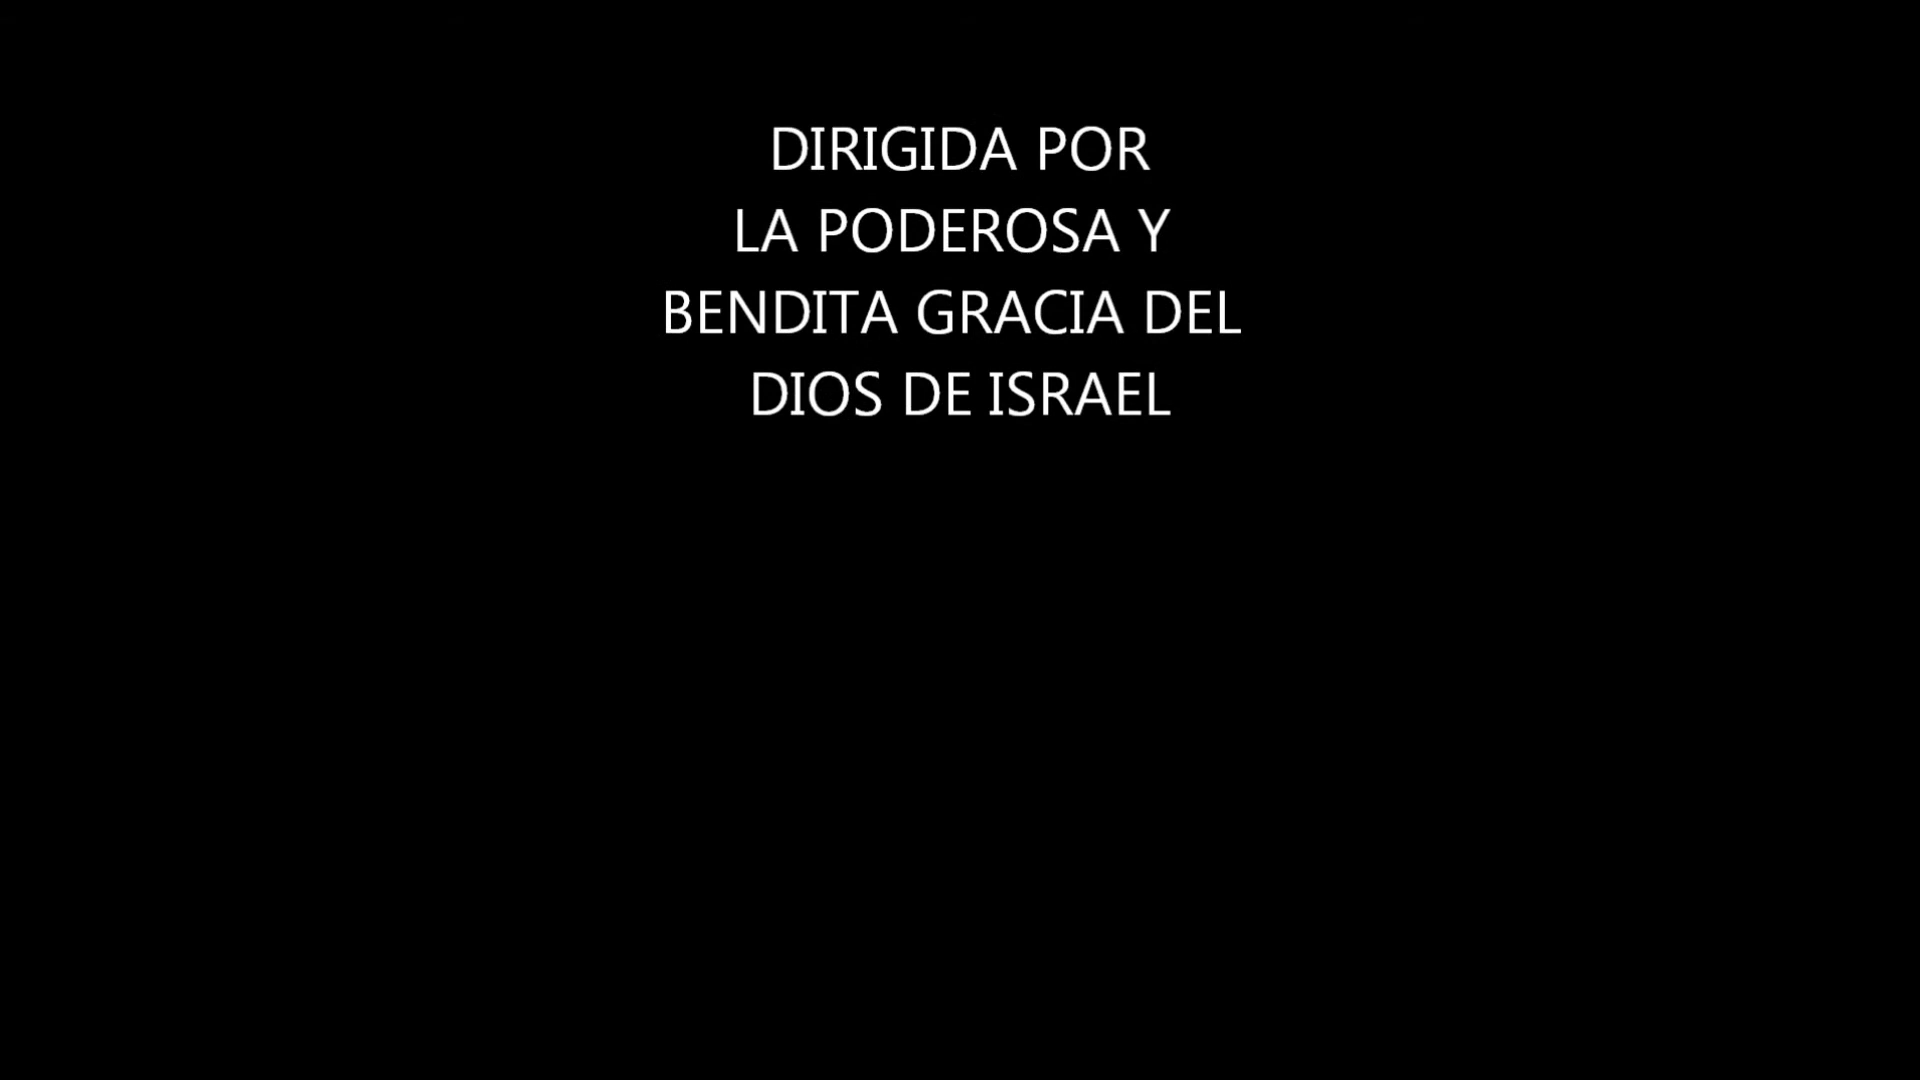 DIRIGIDA POR
LA PODEROSA Y
BENDITA GRACIA DEL
DIOS DE ISRAEL